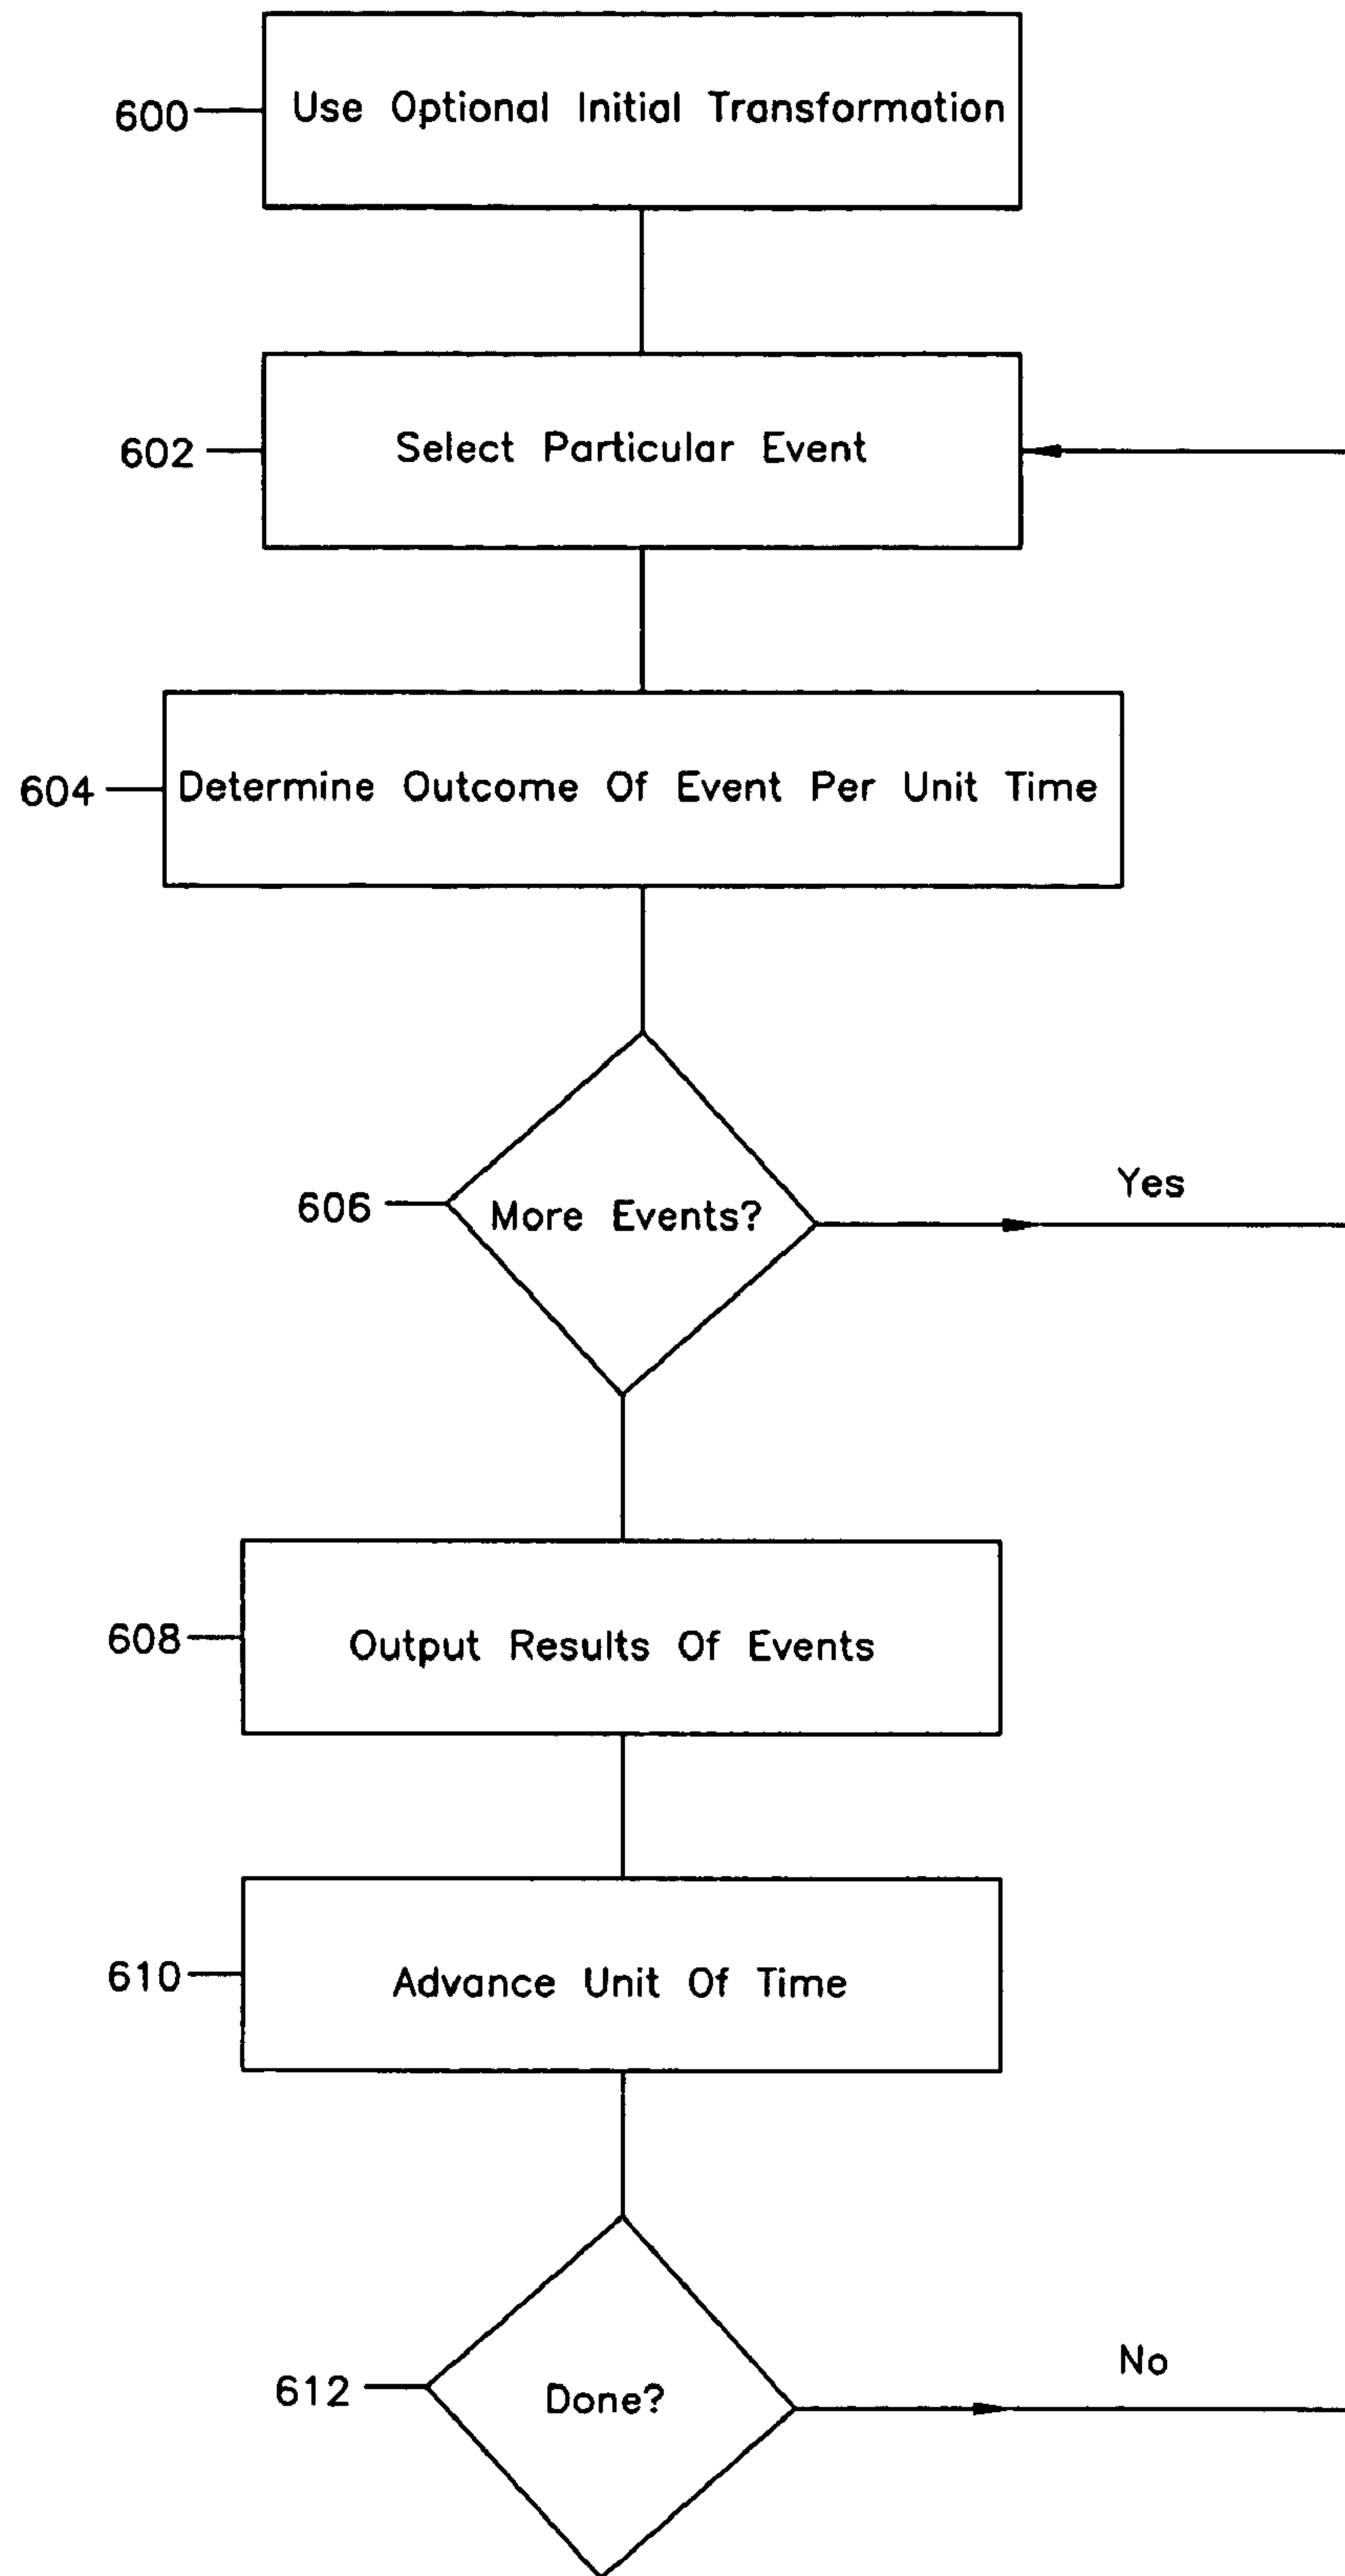 600 Use Optional Initial Transformation
602 Select Particular Event
604 Determine Outcome Of Event Per Unit Time
606 More Events? Yes
608 Output Results Of Events
610 Advance Unit Of Time
612 Done? No